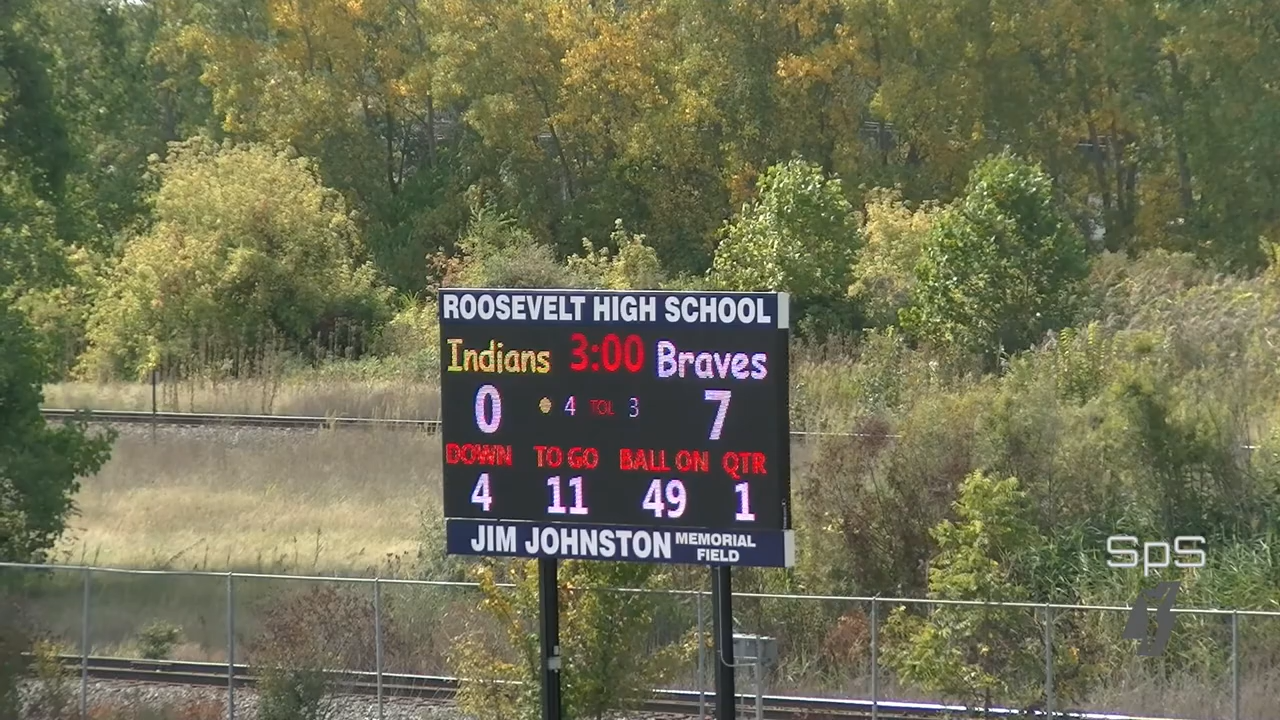 ROOSEVELT HIGH SCHOOL
Indians 3:00 Braves
0 4 TOL 3 7
DOWN TO GO BALL ON QTR
4 11 49 1
JIM JOHNSTON MEMORIAL FIELD
SpS